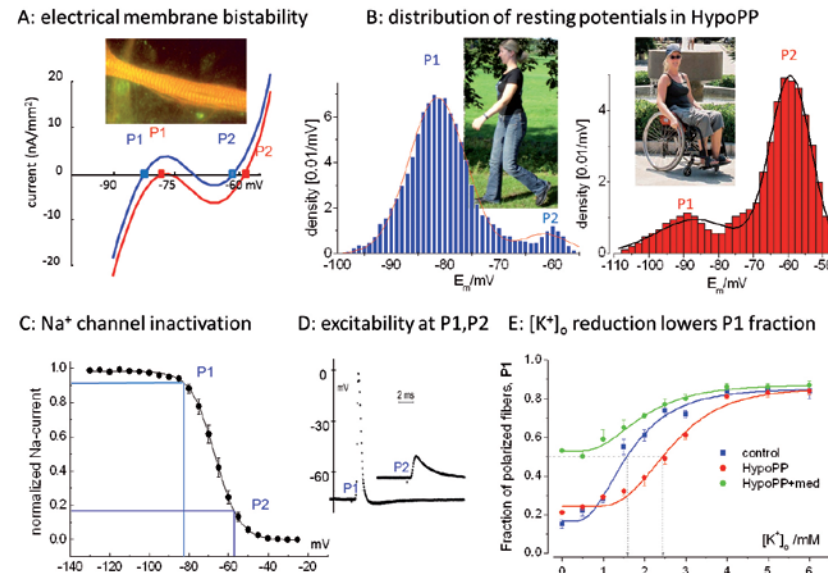 A: electrical membrane bistability
B: distribution of resting potentials in HypoPP
current (nA/mm²)
20
10
0
-10
-20
-90
-75
-60 mV
P1
P1
P2
P2
density [0.01/mV]
6
4
2
0
-100
-90
-80
-70
-60
Eₘ/mV
P1
P2
density [0.01/mV]
4
2
0
-110
-100
-90
-80
-70
-60
-50
Eₘ/mV
P1
P2
C: Na⁺ channel inactivation
D: excitability at P1,P2
E: [K⁺]ₒ reduction lowers P1 fraction
normalized Na-current
1.0
0.8
0.6
0.4
0.2
0.0
-140
-120
-100
-80
-60
-40
-20
mV
P1
P2
0
mV
-30
-60
2 ms
P1
P2
Fraction of polarized fibers, P1
1.0
0.8
0.6
0.4
0.2
0.0
control
HypoPP
HypoPP+med
[K⁺]ₒ /mM
0
1
2
3
4
5
6